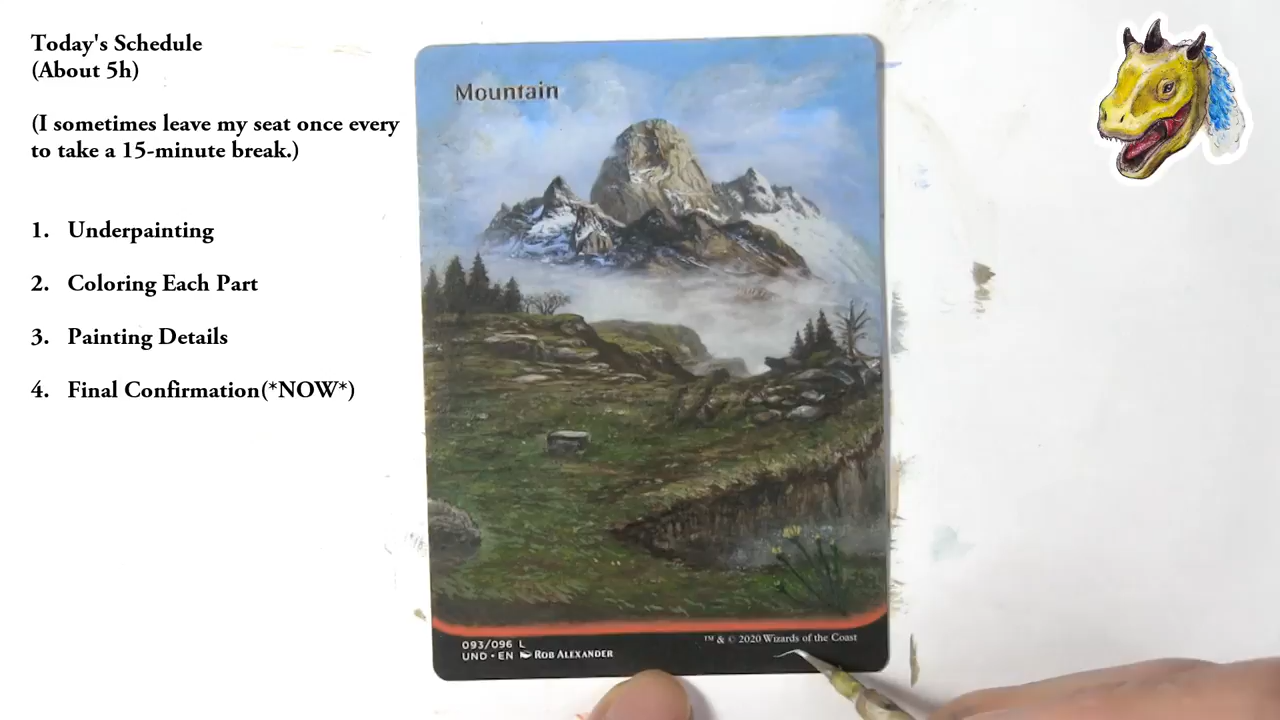 Today's Schedule
(About 5h)
(I sometimes leave my seat once every
to take a 15-minute break.)
1. Underpainting
2. Coloring Each Part
3. Painting Details
4. Final Confirmation(*NOW*)
Mountain
093/096 L
UND • EN Rob Alexander
™ & © 2020 Wizards of the Coast